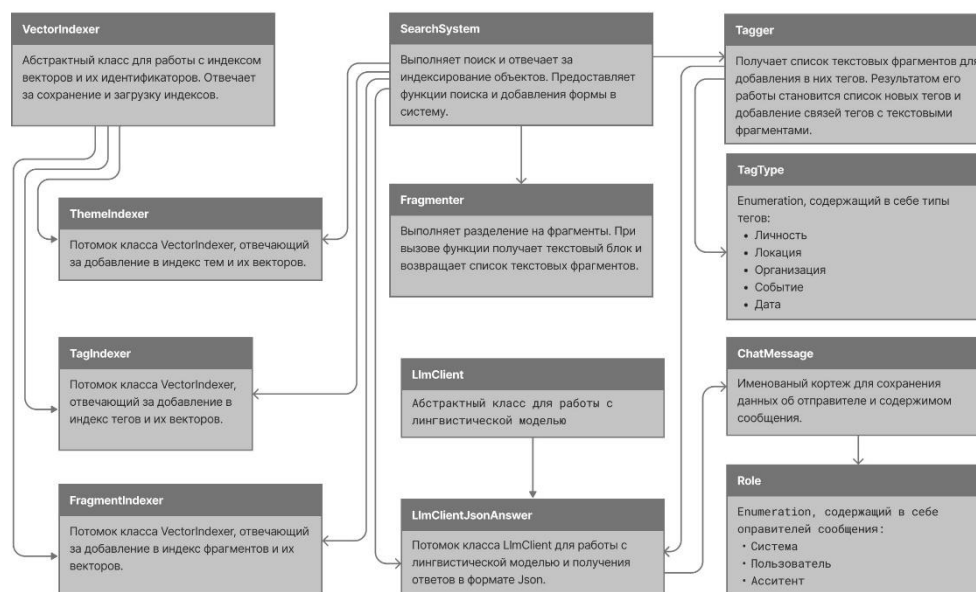 VectorIndexer
Абстрактный класс для работы с индексом
векторов и их идентификаторов. Отвечает
за сохранение и загрузку индексов.
SearchSystem
Выполняет поиск и отвечает за
индексирование объектов. Предоставляет
функции поиска и добавления формы в
систему.
Tagger
Получает список текстовых фрагментов для
добавления в них тегов. Результатом его
работы становится список новых тегов и
добавление связей тегов с текстовыми
фрагментами.
ThemeIndexer
Потомок класса VectorIndexer, отвечающий
за добавление в индекс тем и их векторов.
Fragmenter
Выполняет разделение на фрагменты. При
вызове функции получает текстовый блок и
возвращает список текстовых фрагментов.
TagType
Enumeration, содержащий в себе типы
тегов:
• Личность
• Локация
• Организация
• Событие
• Дата
TagIndexer
Потомок класса VectorIndexer,
отвечающий за добавление в
индекс тегов и их векторов.
LlmClient
Абстрактный класс для работы с
лингвистической моделью
ChatMessage
Именованый кортеж для сохранения
данных об отправителе и содержимом
сообщения.
FragmentIndexer
Потомок класса VectorIndexer, отвечающий
за добавление в индекс фрагментов и их
векторов.
LlmClientJsonAnswer
Потомок класса LlmClient для работы с
лингвистической моделью и получения
ответов в формате Json.
Role
Enumeration, содержащий в себе
оправителей сообщения:
• Система
• Пользователь
• Асситент